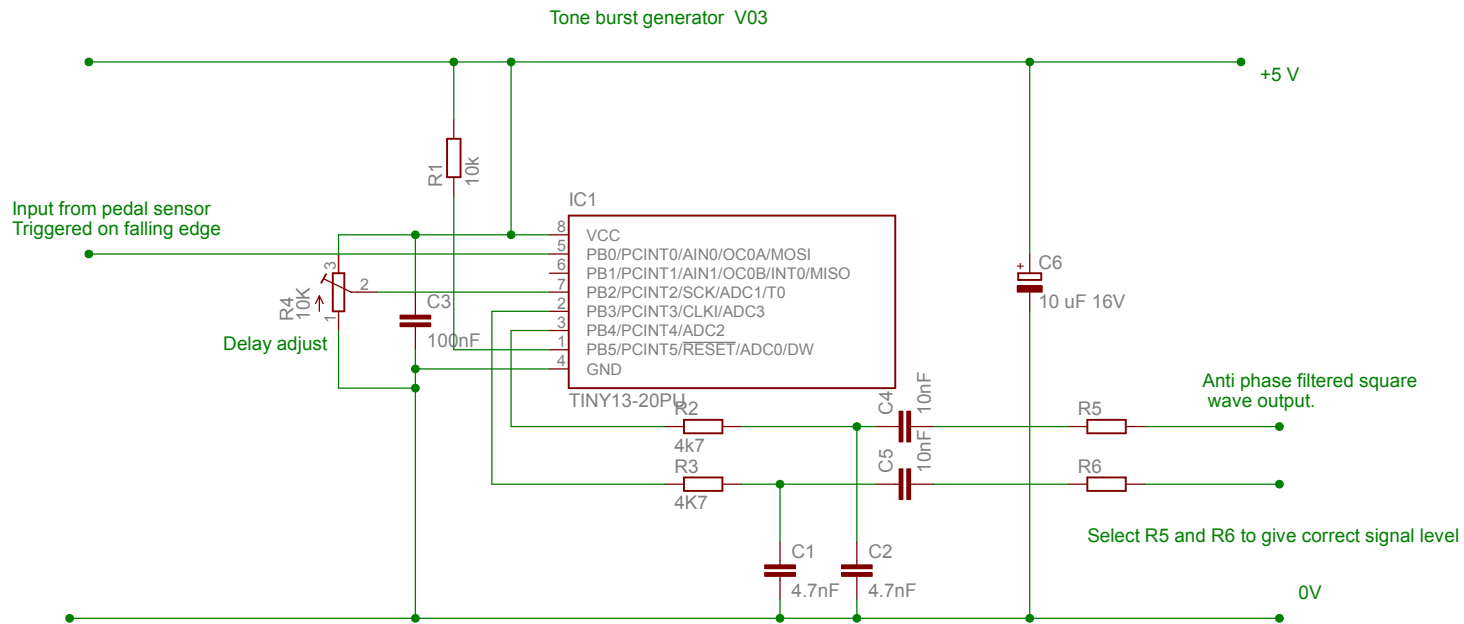 Tone burst generator V03
+5 V
R1
10k
Input from pedal sensor
Triggered on falling edge
IC1
8
VCC
5
PB0/PCINT0/AIN0/OC0A/MOSI
6
PB1/PCINT1/AIN1/OC0B/INT0/MISO
7
PB2/PCINT2/SCK/ADC1/T0
2
PB3/PCINT3/CLKI/ADC3
3
PB4/PCINT4/ADC2
1
PB5/PCINT5/RESET/ADC0/DW
4
GND
TINY13-20PU
3
2
1
R4
10K
Delay adjust
C3
100nF
+
C6
10 uF 16V
R2
4k7
R3
4K7
C4
10nF
C5
10nF
R5
R6
Anti phase filtered square
wave output.
Select R5 and R6 to give correct signal level
C1
4.7nF
C2
4.7nF
0V